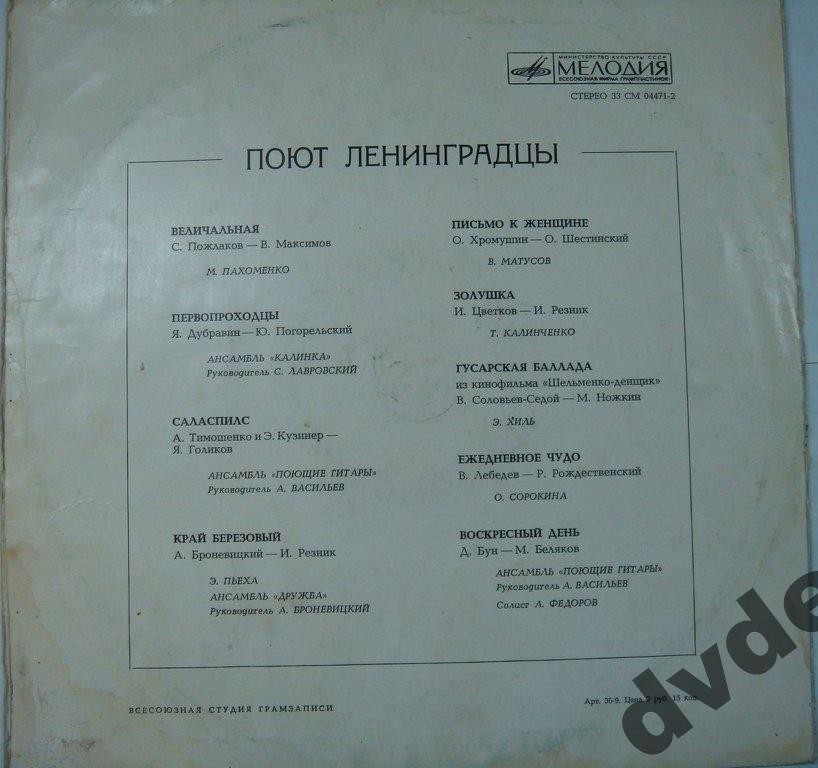 МИНИСТЕРСТВО КУЛЬТУРЫ СССР
МЕЛОДИЯ
ВСЕСОЮЗНАЯ ФИРМА ГРАМПЛАСТИНОК
СТЕРЕО 33 СМ 04471-2
ПОЮТ ЛЕНИНГРАДЦЫ
ВЕЛИЧАЛЬНАЯ
С. Пожлаков — В. Максимов
М. ПАХОМЕНКО
ПЕРВОПРОХОДЦЫ
Я. Дубравин — Ю. Погорельский
АНСАМБЛЬ «КАЛИНКА»
Руководитель С. ЛАВРОВСКИЙ
САЛАСПИЛС
А. Тимошенко и Э. Кузинер —
Я. Голиков
АНСАМБЛЬ «ПОЮЩИЕ ГИТАРЫ»
Руководитель А. ВАСИЛЬЕВ
КРАЙ БЕРЕЗОВЫЙ
А. Броневицкий — И. Резник
Э. ПЬЕХА
АНСАМБЛЬ «ДРУЖБА»
Руководитель А. БРОНЕВИЦКИЙ
ПИСЬМО К ЖЕНЩИНЕ
О. Хромушин — О. Шестинский
В. МАТУСОВ
ЗОЛУШКА
И. Цветков — И. Резник
Т. КАЛИНЧЕНКО
ГУСАРСКАЯ БАЛЛАДА
из кинофильма «Шельменко-денщик»
В. Соловьев-Седой — М. Ножкин
Э. ХИЛЬ
ЕЖЕДНЕВНОЕ ЧУДО
В. Лебедев — Р. Рождественский
О. СОРОКИНА
ВОСКРЕСНЫЙ ДЕНЬ
Д. Бун — М. Беляков
АНСАМБЛЬ «ПОЮЩИЕ ГИТАРЫ»
Руководитель А. ВАСИЛЬЕВ
Солист А. ФЕДОРОВ
ВСЕСОЮЗНАЯ СТУДИЯ ГРАМЗАПИСИ
Арт. 36-9. Цена 2 руб. 15 коп.
dvde